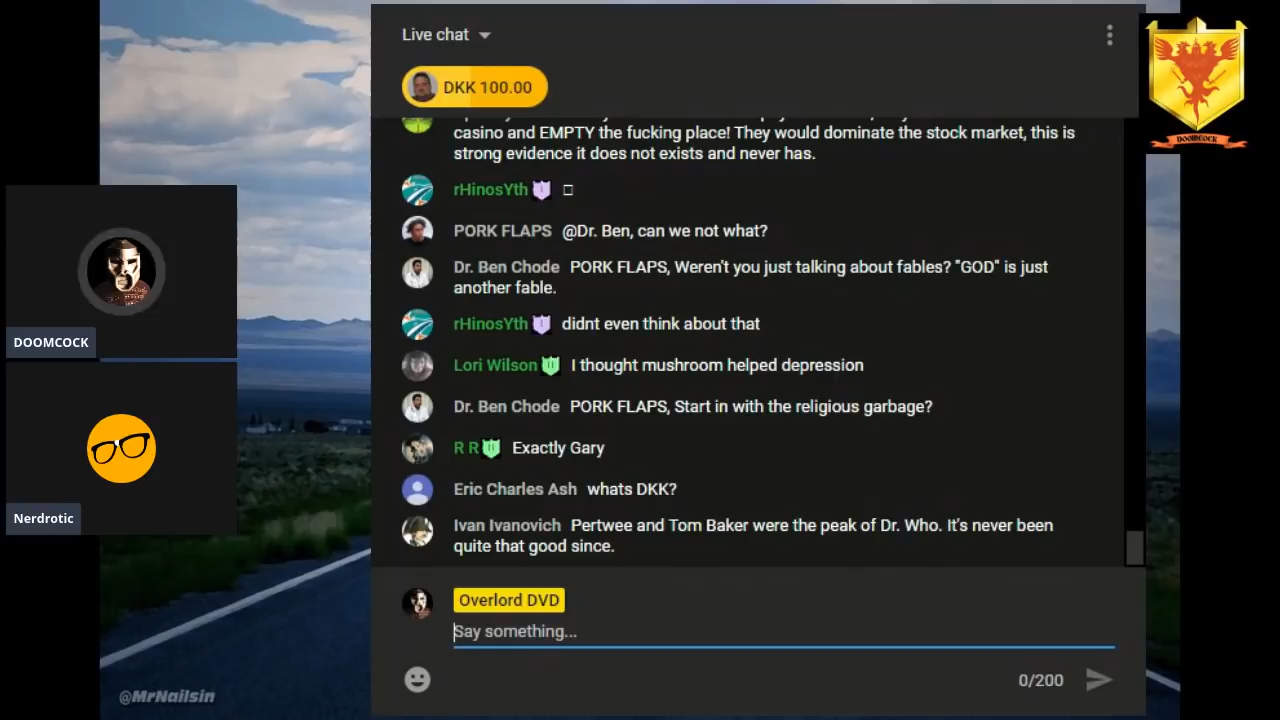 Live chat
DKK 100.00
casino and EMPTY the fucking place! They would dominate the stock market, this is
strong evidence it does not exists and never has.
rHinosYth
PORK FLAPS @Dr. Ben, can we not what?
Dr. Ben Chode PORK FLAPS, Weren't you just talking about fables? "GOD" is just
another fable.
rHinosYth didnt even think about that
Lori Wilson I thought mushroom helped depression
Dr. Ben Chode PORK FLAPS, Start in with the religious garbage?
R R Exactly Gary
Eric Charles Ash whats DKK?
Ivan Ivanovich Pertwee and Tom Baker were the peak of Dr. Who. It's never been
quite that good since.
Overlord DVD
Say something...
0/200
DOOMCOCK
Nerdrotic
DOOMCOCK
@MrNailsin